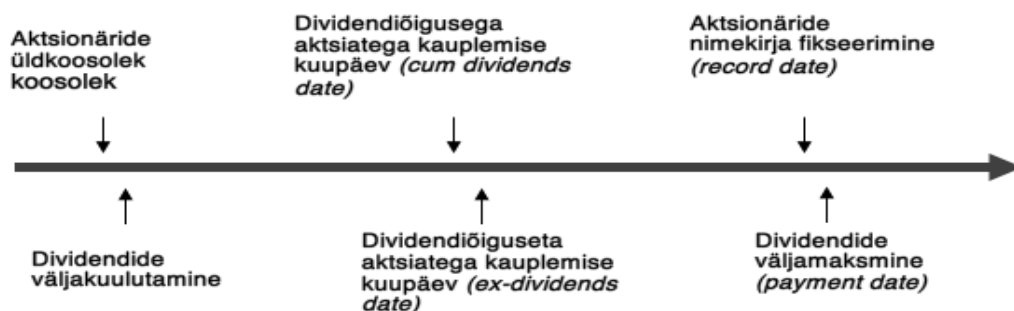 Aktsionäride
üldkoosolek
koosolek
Dividendiõigusega
aktsiatega kauplemise
kuupäev (cum dividends
date)
Aktsionäride
nimekirja fikseerimine
(record date)
Dividendide
väljakuulutamine
Dividendiõiguseta
aktsiatega kauplemise
kuupäev (ex-dividends
date)
Dividendide
väljamaksmine
(payment date)